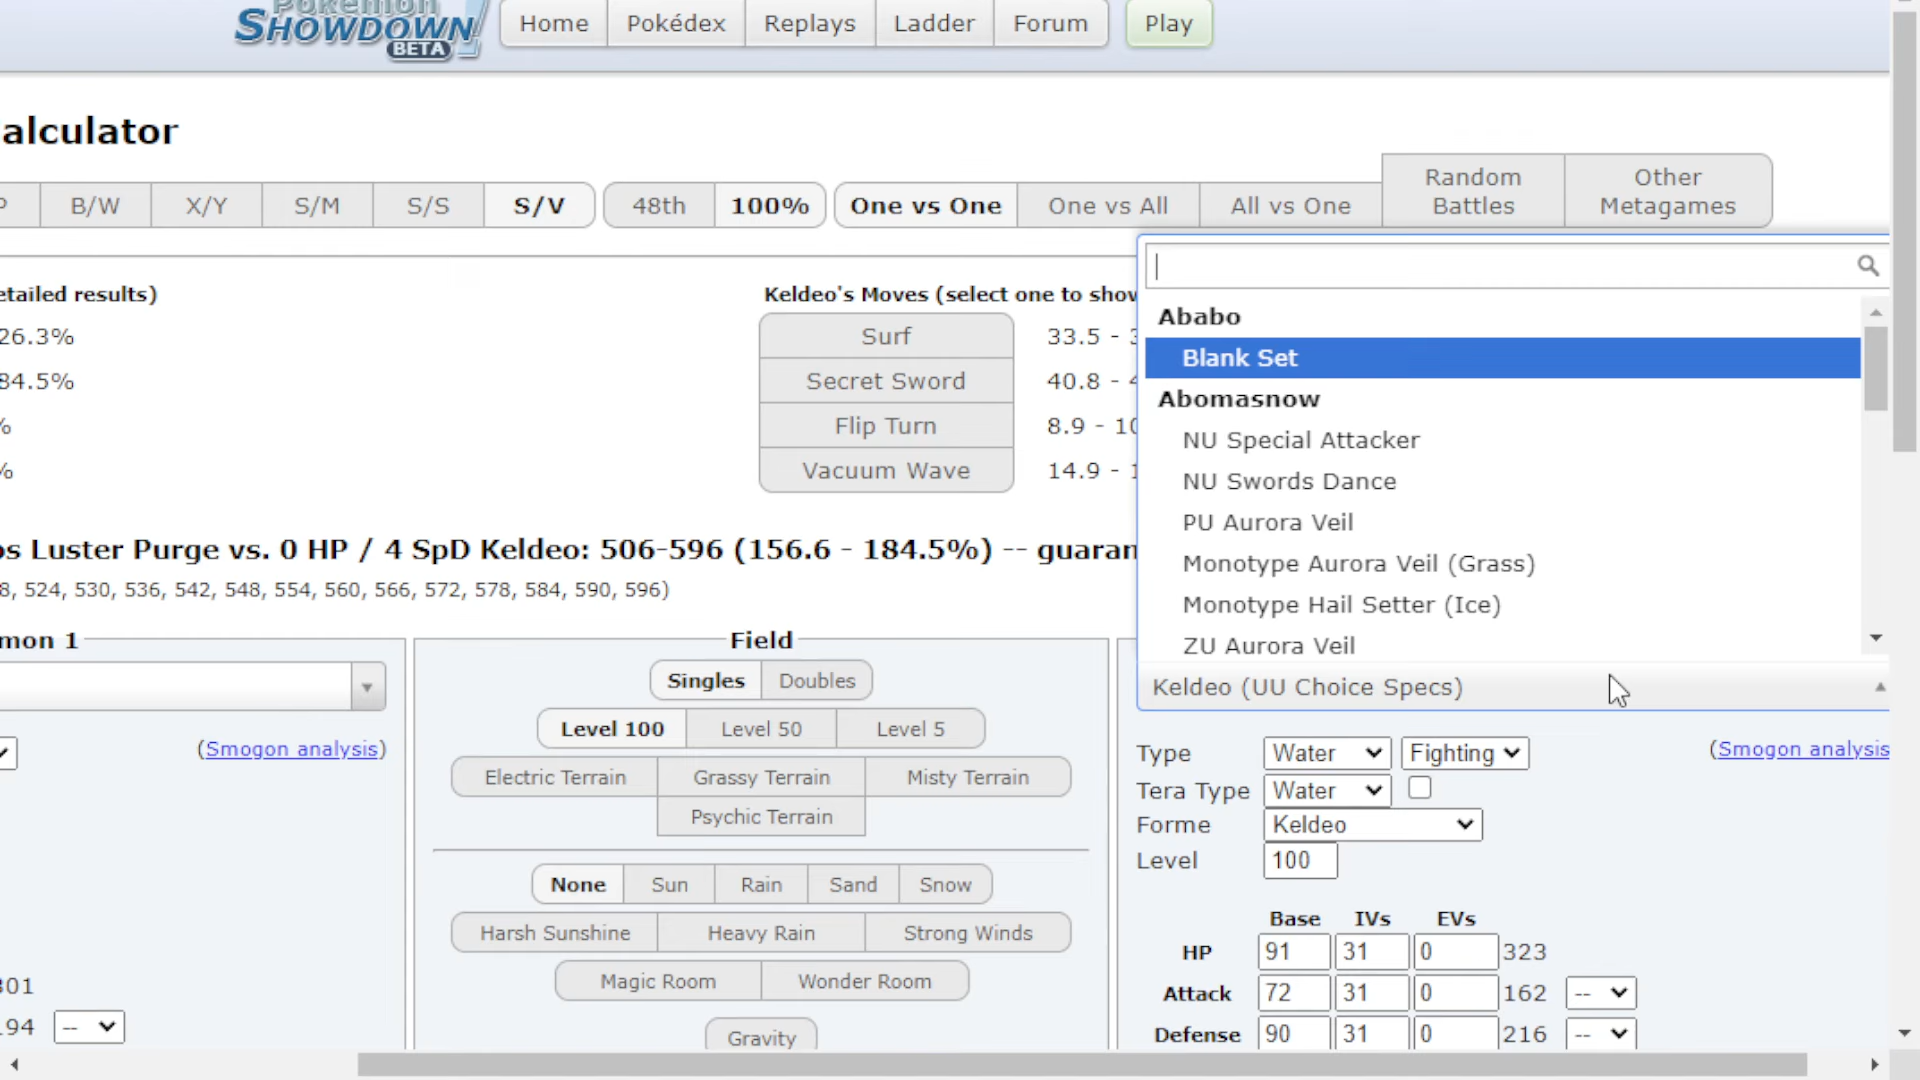 Pokémon
SHOWDOWN!
BETA
Home Pokédex Replays Ladder Forum Play
alculator
P B/W X/Y S/M S/S S/V 48th 100% One vs One One vs All All vs One Random Battles Other Metagames
etailed results)
26.3%
84.5%
%
%
Keldeo's Moves (select one to show
Surf 33.5 - 3
Secret Sword 40.8 - 4
Flip Turn 8.9 - 10
Vacuum Wave 14.9 - 1
Ababo
Blank Set
Abomasnow
NU Special Attacker
NU Swords Dance
PU Aurora Veil
Monotype Aurora Veil (Grass)
Monotype Hail Setter (Ice)
ZU Aurora Veil
Keldeo (UU Choice Specs)
os Luster Purge vs. 0 HP / 4 SpD Keldeo: 506-596 (156.6 - 184.5%) -- guaran
8, 524, 530, 536, 542, 548, 554, 560, 566, 572, 578, 584, 590, 596)
mon 1
(Smogon analysis)
301
194 --
Field
Singles Doubles
Level 100 Level 50 Level 5
Electric Terrain Grassy Terrain Misty Terrain
Psychic Terrain
None Sun Rain Sand Snow
Harsh Sunshine Heavy Rain Strong Winds
Magic Room Wonder Room
Gravity
Type Water Fighting (Smogon analysis
Tera Type Water
Forme Keldeo
Level 100
Base IVs EVs
HP 91 31 0 323
Attack 72 31 0 162 --
Defense 90 31 0 216 --